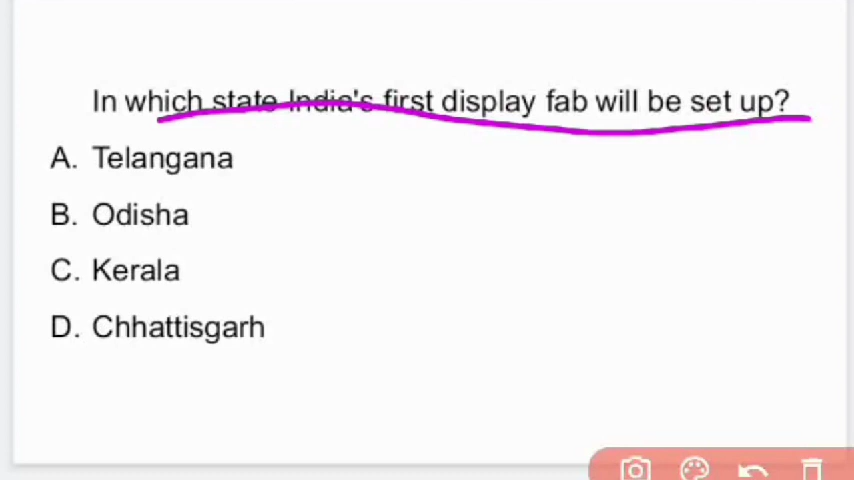 In which state India's first display fab will be set up?
A. Telangana
B. Odisha
C. Kerala
D. Chhattisgarh